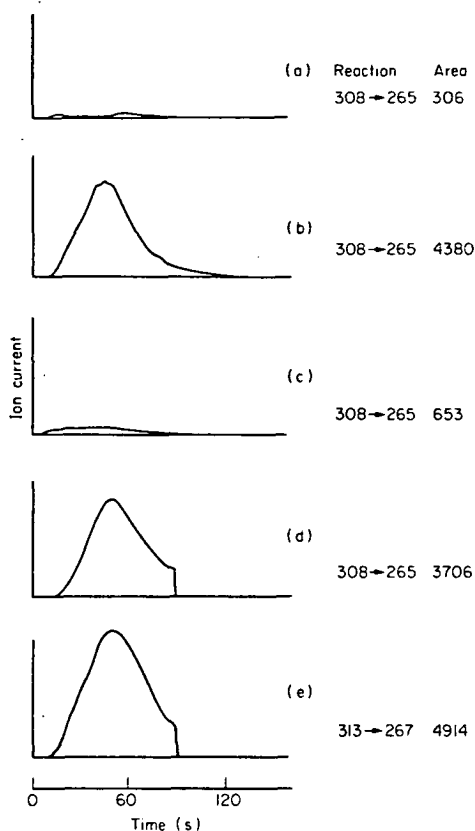 (a) Reaction Area
308→265 306
(b)
308→265 4380
Ion current
(c)
308→265 653
(d)
308→265 3706
(e)
313→267 4914
0 60 120
Time (s)